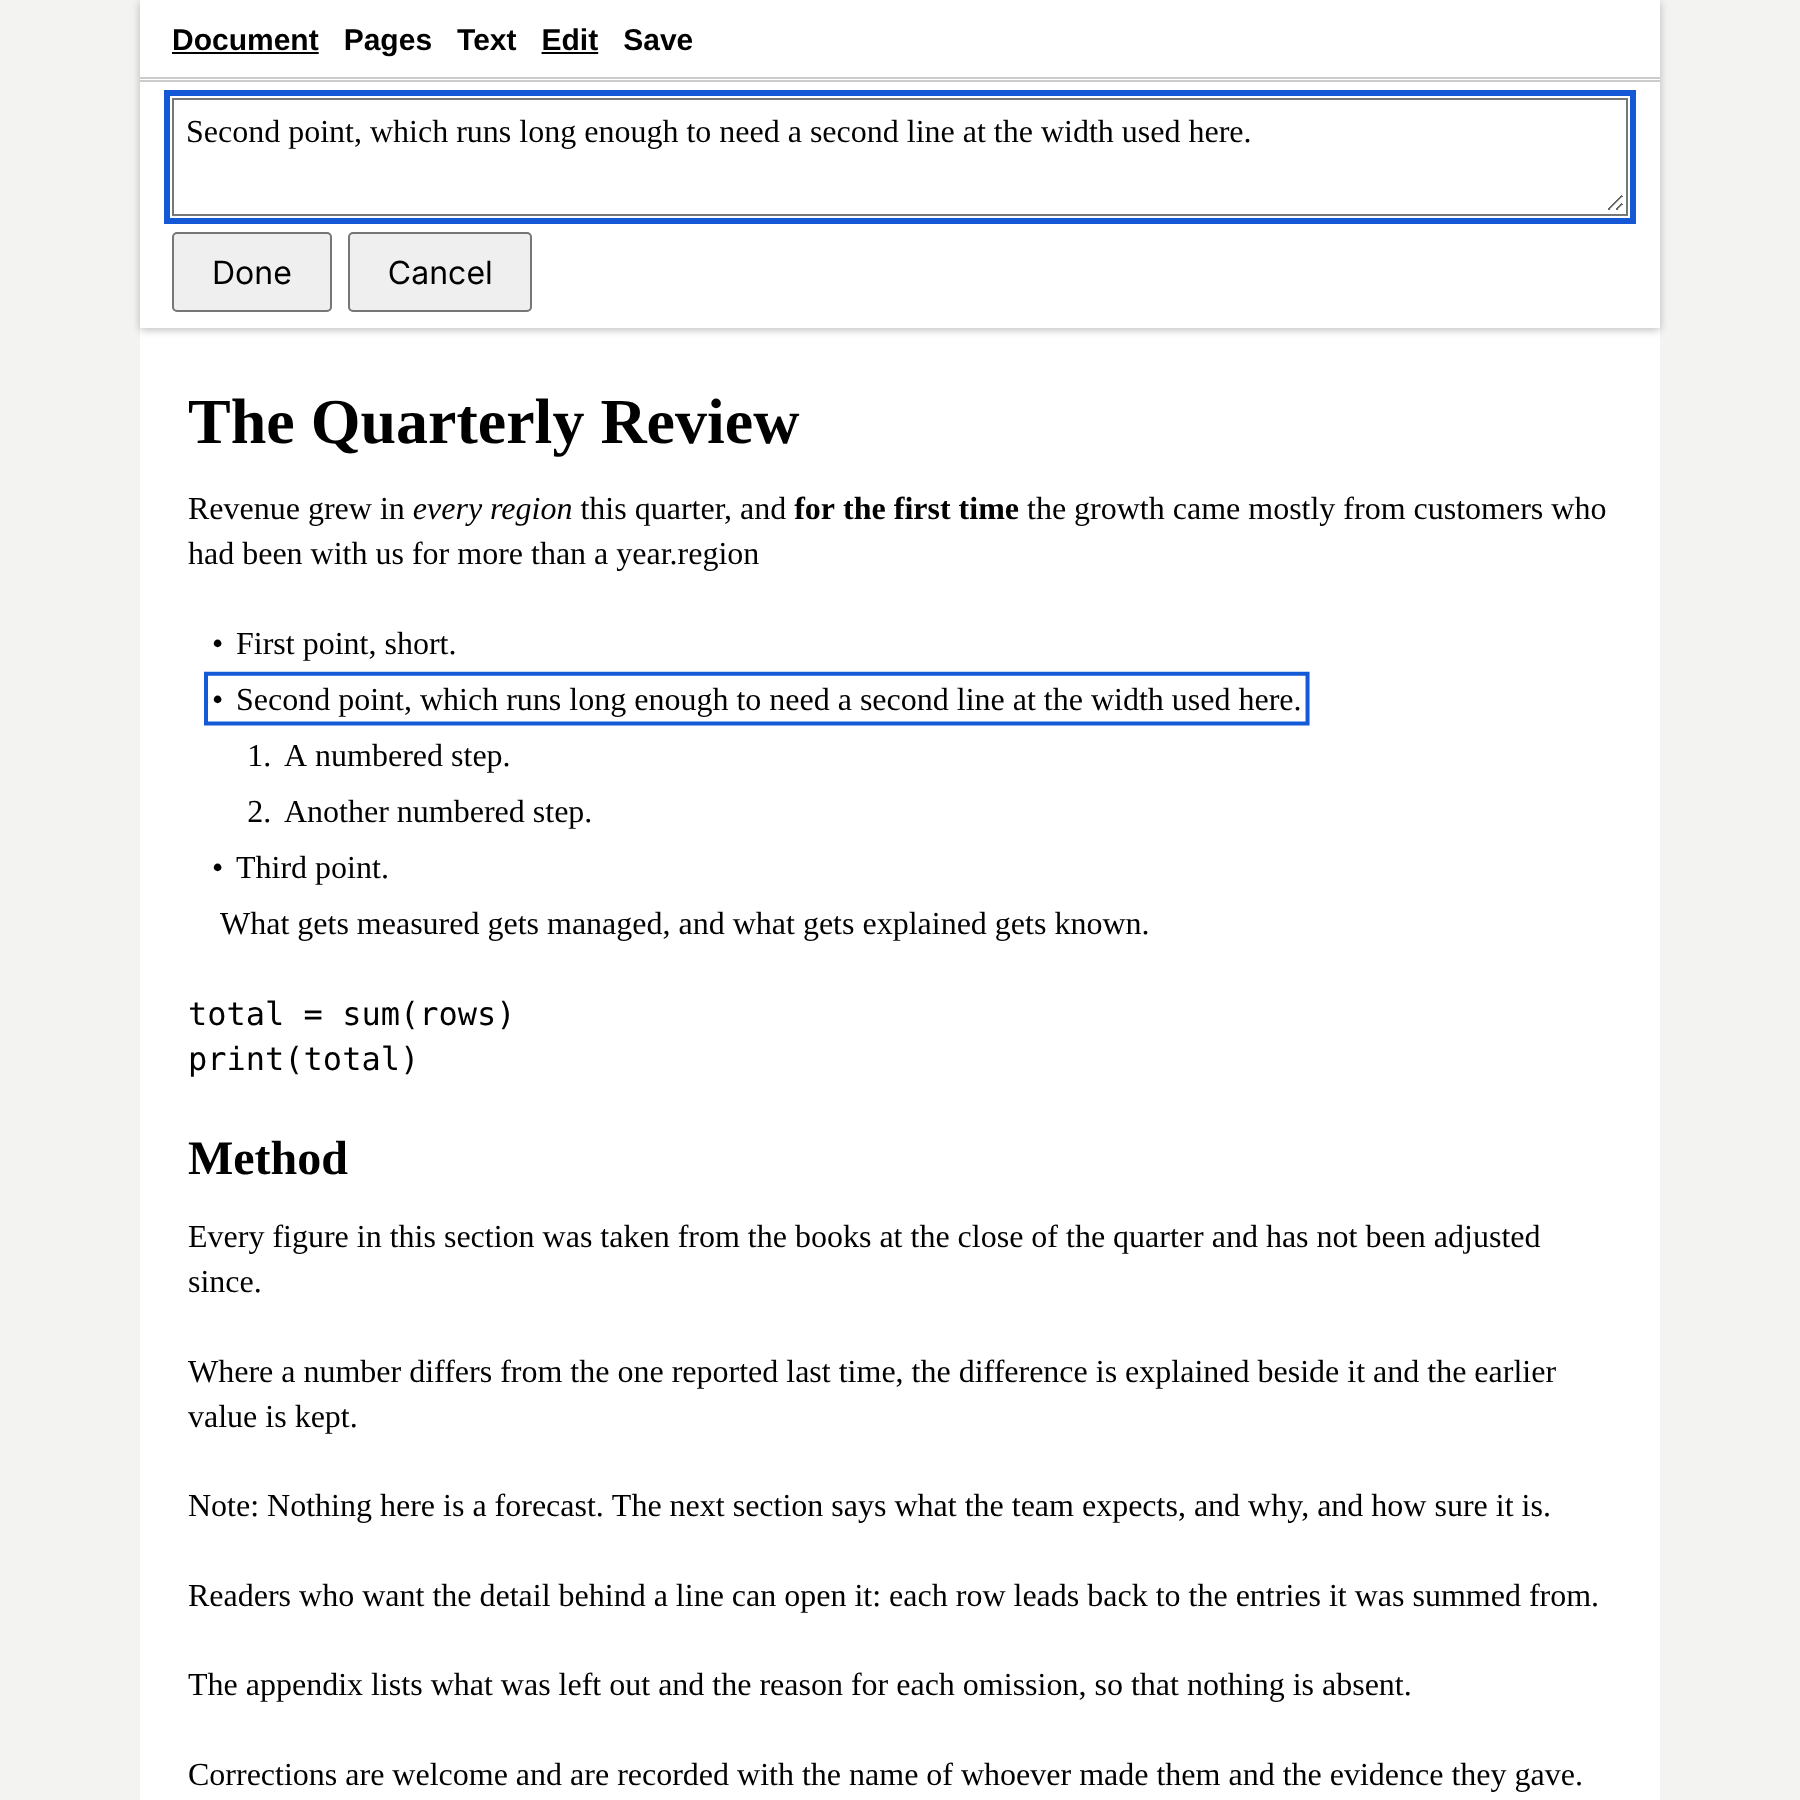 Document Pages Text Edit Save
Second point, which runs long enough to need a second line at the width used here.
Done Cancel
The Quarterly Review
Revenue grew in every region this quarter, and for the first time the growth came mostly from customers who
had been with us for more than a year.region
• First point, short.
• Second point, which runs long enough to need a second line at the width used here.
1. A numbered step.
2. Another numbered step.
• Third point.
What gets measured gets managed, and what gets explained gets known.
total = sum(rows)
print(total)
Method
Every figure in this section was taken from the books at the close of the quarter and has not been adjusted
since.
Where a number differs from the one reported last time, the difference is explained beside it and the earlier
value is kept.
Note: Nothing here is a forecast. The next section says what the team expects, and why, and how sure it is.
Readers who want the detail behind a line can open it: each row leads back to the entries it was summed from.
The appendix lists what was left out and the reason for each omission, so that nothing is absent.
Corrections are welcome and are recorded with the name of whoever made them and the evidence they gave.